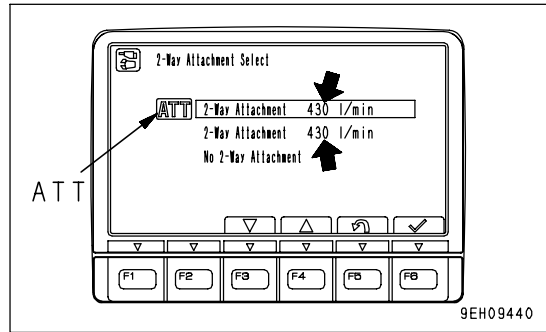 2-Way Attachment Select
ATT 2-Way Attachment 430 l/min
2-Way Attachment 430 l/min
No 2-Way Attachment
ATT
F1 F2 F3 F4 F5 F6
9EH09440